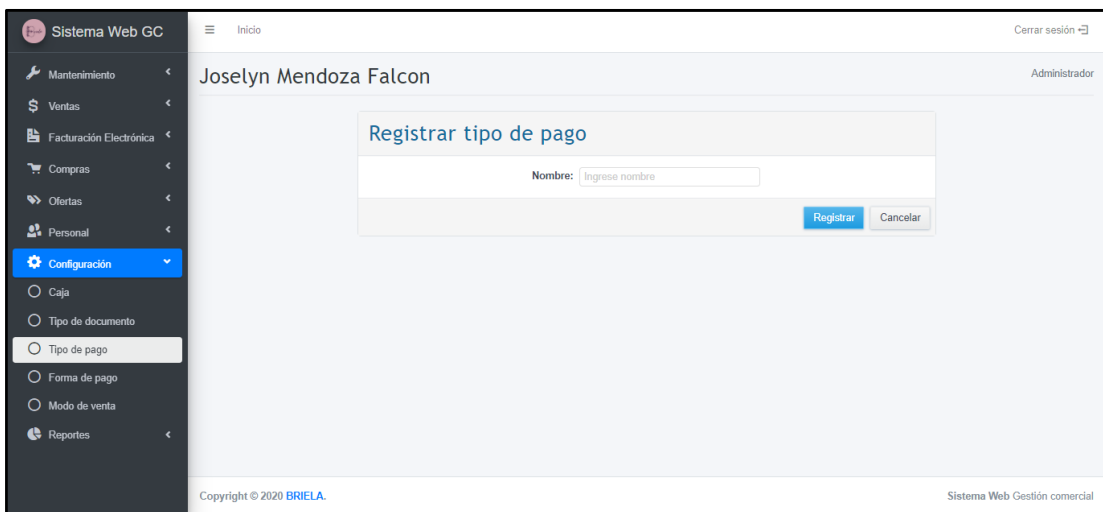 Sistema Web GC
Inicio
Cerrar sesión
Mantenimiento
Ventas
Facturación Electrónica
Compras
Ofertas
Personal
Configuración
Caja
Tipo de documento
Tipo de pago
Forma de pago
Modo de venta
Reportes
Joselyn Mendoza Falcon
Administrador
Registrar tipo de pago
Nombre: Ingrese nombre
Registrar Cancelar
Copyright © 2020 BRIELA.
Sistema Web Gestión comercial